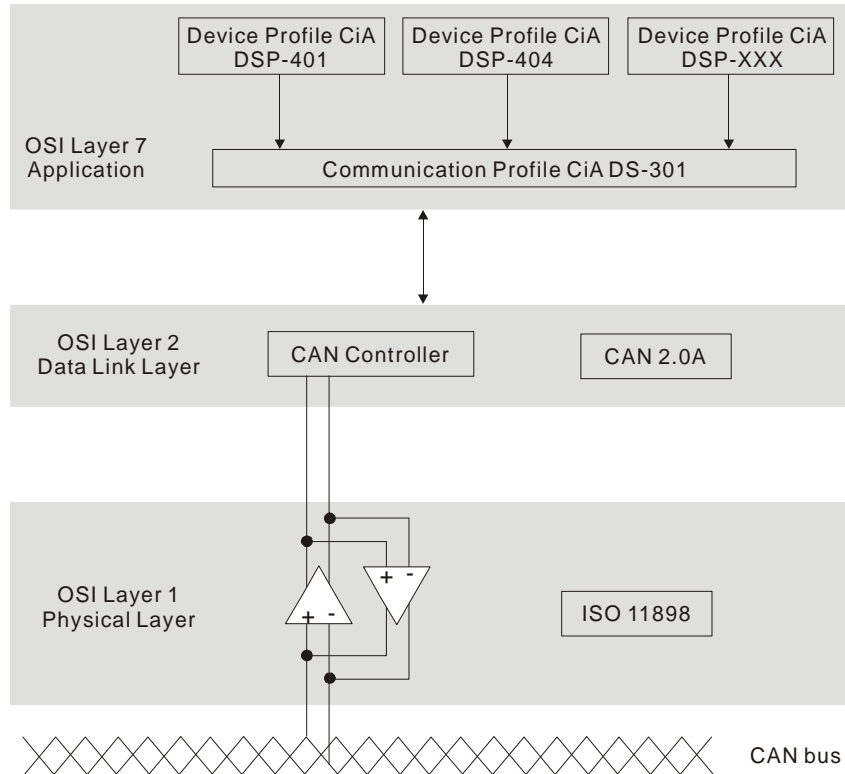 Device Profile CiA
DSP-401
Device Profile CiA
DSP-404
Device Profile CiA
DSP-XXX
OSI Layer 7
Application
Communication Profile CiA DS-301
OSI Layer 2
Data Link Layer
CAN Controller
CAN 2.0A
OSI Layer 1
Physical Layer
+ -
+ -
ISO 11898
CAN bus